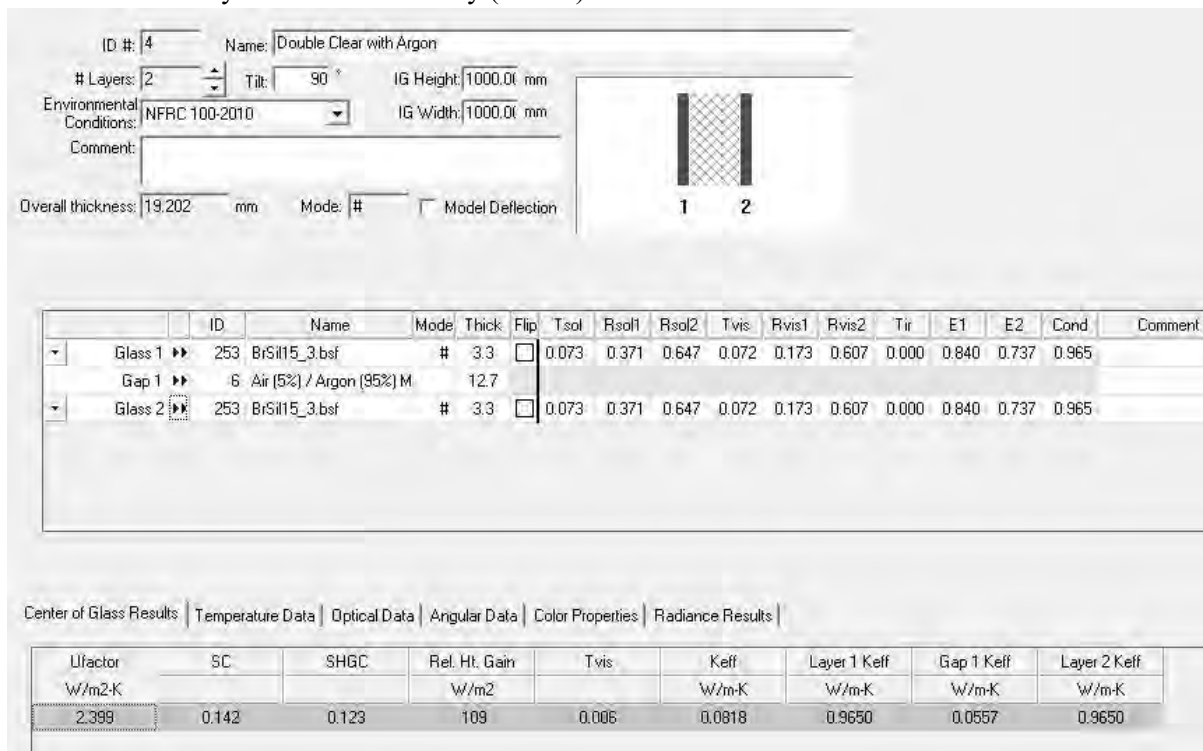 ID #: 4 Name: Double Clear with Argon
# Layers: 2 Tilt: 90 ° IG Height: 1000.0( mm
Environmental Conditions: NFRC 100-2010 IG Width: 1000.0( mm
Comment:
Overall thickness: 19.202 mm Mode: # Model Deflection
1 2
ID Name Mode Thick Flip Tsol Rsol1 Rsol2 Tvis Rvis1 Rvis2 Tir E1 E2 Cond Comment
Glass 1 ▸▸ 253 BrSil15_3.bsf # 3.3 0.073 0.371 0.647 0.072 0.173 0.607 0.000 0.840 0.737 0.965
Gap 1 ▸▸ 6 Air (5%) / Argon (95%) M 12.7
Glass 2 ▸▸ 253 BrSil15_3.bsf # 3.3 0.073 0.371 0.647 0.072 0.173 0.607 0.000 0.840 0.737 0.965
Center of Glass Results | Temperature Data | Optical Data | Angular Data | Color Properties | Radiance Results |
Ufactor SC SHGC Rel. Ht. Gain Tvis Keff Layer 1 Keff Gap 1 Keff Layer 2 Keff
W/m2-K W/m2 W/m-K W/m-K W/m-K W/m-K
2.399 0.142 0.123 109 0.006 0.0818 0.9650 0.0557 0.9650